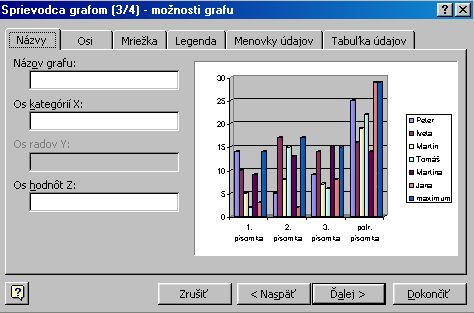 Sprievodca grafom (3/4) - možnosti grafu
Názvy
Osi
Mriežka
Legenda
Menovky údajov
Tabuľka údajov
Názov grafu:
Os kategórií X:
Os radov Y:
Os hodnôt Z:
30
25
20
15
10
5
0
1. písomka
2. písomka
3. písomka
polr. písomka
Peter
Iveta
Martin
Tomáš
Martina
Jana
maximum
Zrušiť
< Naspäť
Ďalej >
Dokončiť